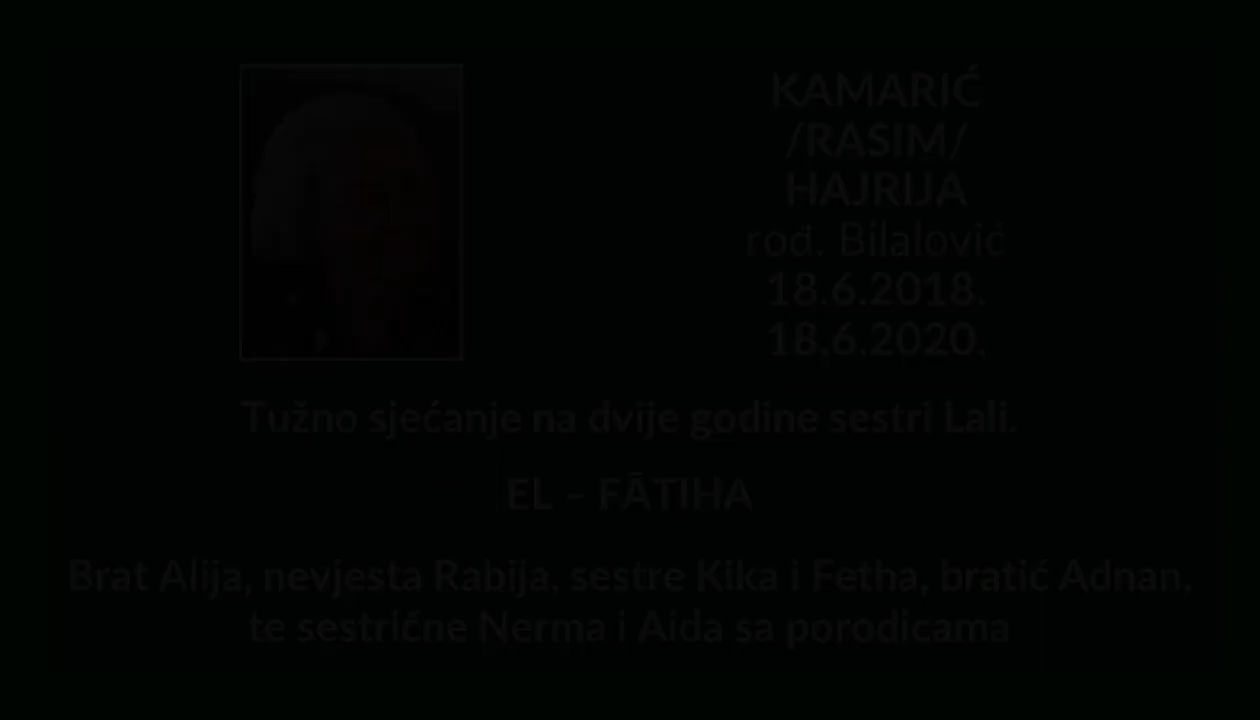 KAMARIĆ
/RASIM/
HAJRIJA
rođ. Bilalović
18.6.2018.
18.6.2020.
Tužno sjećanje na dvije godine sestri Lali.
EL – FĀTIHA
Brat Alija, nevjesta Rabija, sestre Kika i Fetha, bratić Adnan,
te sestrične Nerma i Aida sa porodicama